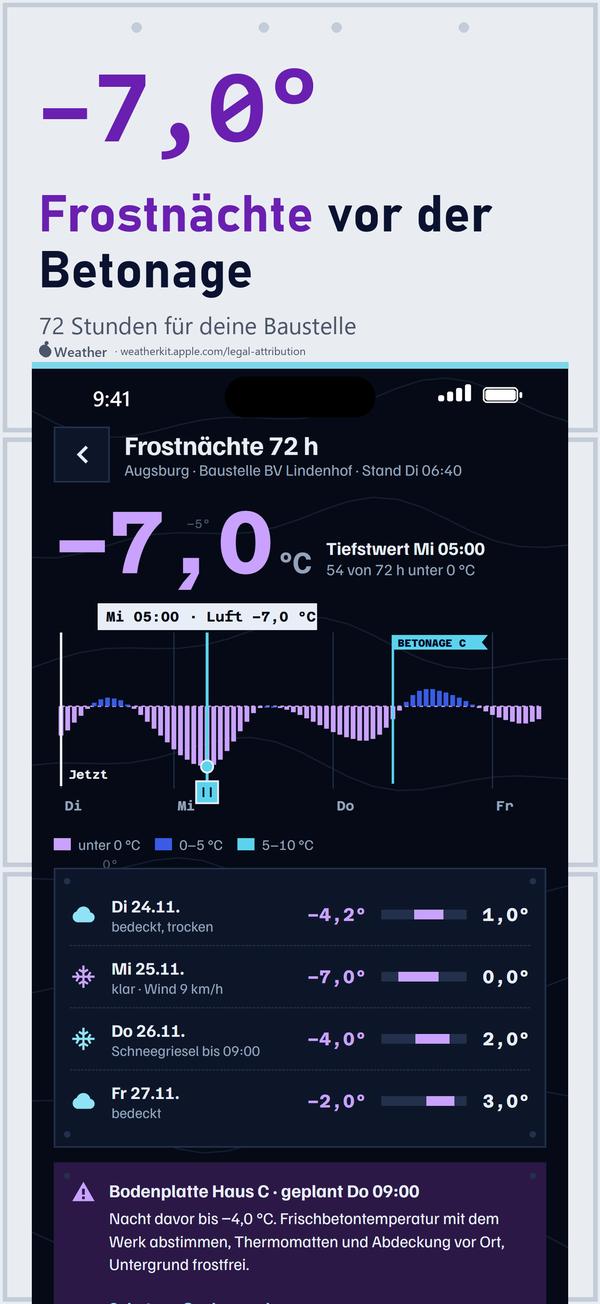 −7,0°
Frostnächte vor der
Betonage
72 Stunden für deine Baustelle
Weather · weatherkit.apple.com/legal-attribution
9:41
Frostnächte 72 h
Augsburg · Baustelle BV Lindenhof · Stand Di 06:40
−5°
−7,0 °C
Tiefstwert Mi 05:00
54 von 72 h unter 0 °C
Mi 05:00 · Luft −7,0 °C
BETONAGE C
Jetzt
Di Mi Do Fr
unter 0 °C 0–5 °C 5–10 °C
0°
Di 24.11. −4,2° 1,0°
bedeckt, trocken
Mi 25.11. −7,0° 0,0°
klar · Wind 9 km/h
Do 26.11. −4,0° 2,0°
Schneegriesel bis 09:00
Fr 27.11. −2,0° 3,0°
bedeckt
Bodenplatte Haus C · geplant Do 09:00
Nacht davor bis −4,0 °C. Frischbetontemperatur mit dem
Werk abstimmen, Thermomatten und Abdeckung vor Ort,
Untergrund frostfrei.